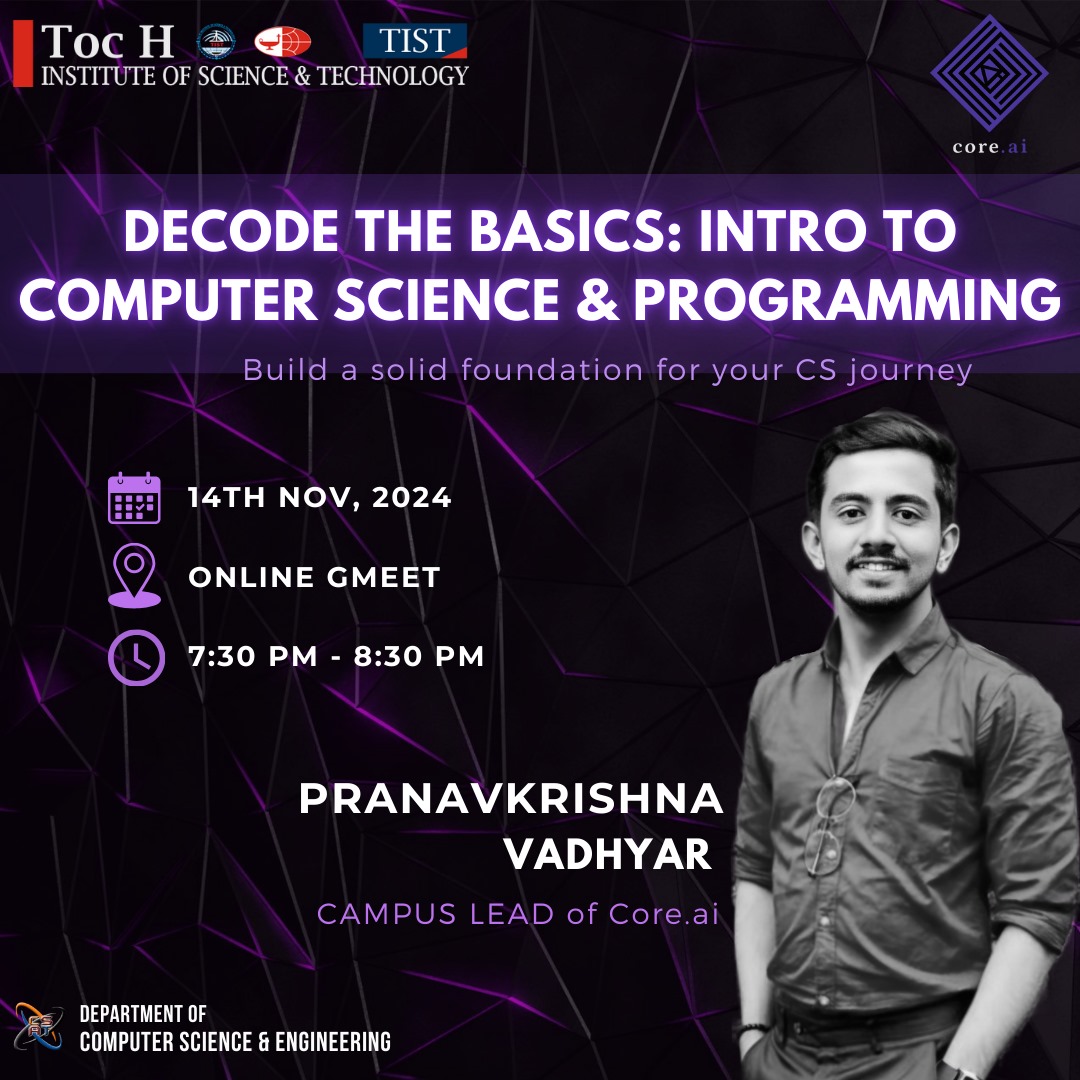 Toc H TIST
INSTITUTE OF SCIENCE & TECHNOLOGY
core.ai
DECODE THE BASICS: INTRO TO
COMPUTER SCIENCE & PROGRAMMING
Build a solid foundation for your CS journey
14TH NOV, 2024
ONLINE GMEET
7:30 PM - 8:30 PM
PRANAVKRISHNA
VADHYAR
CAMPUS LEAD of Core.ai
DEPARTMENT OF
COMPUTER SCIENCE & ENGINEERING